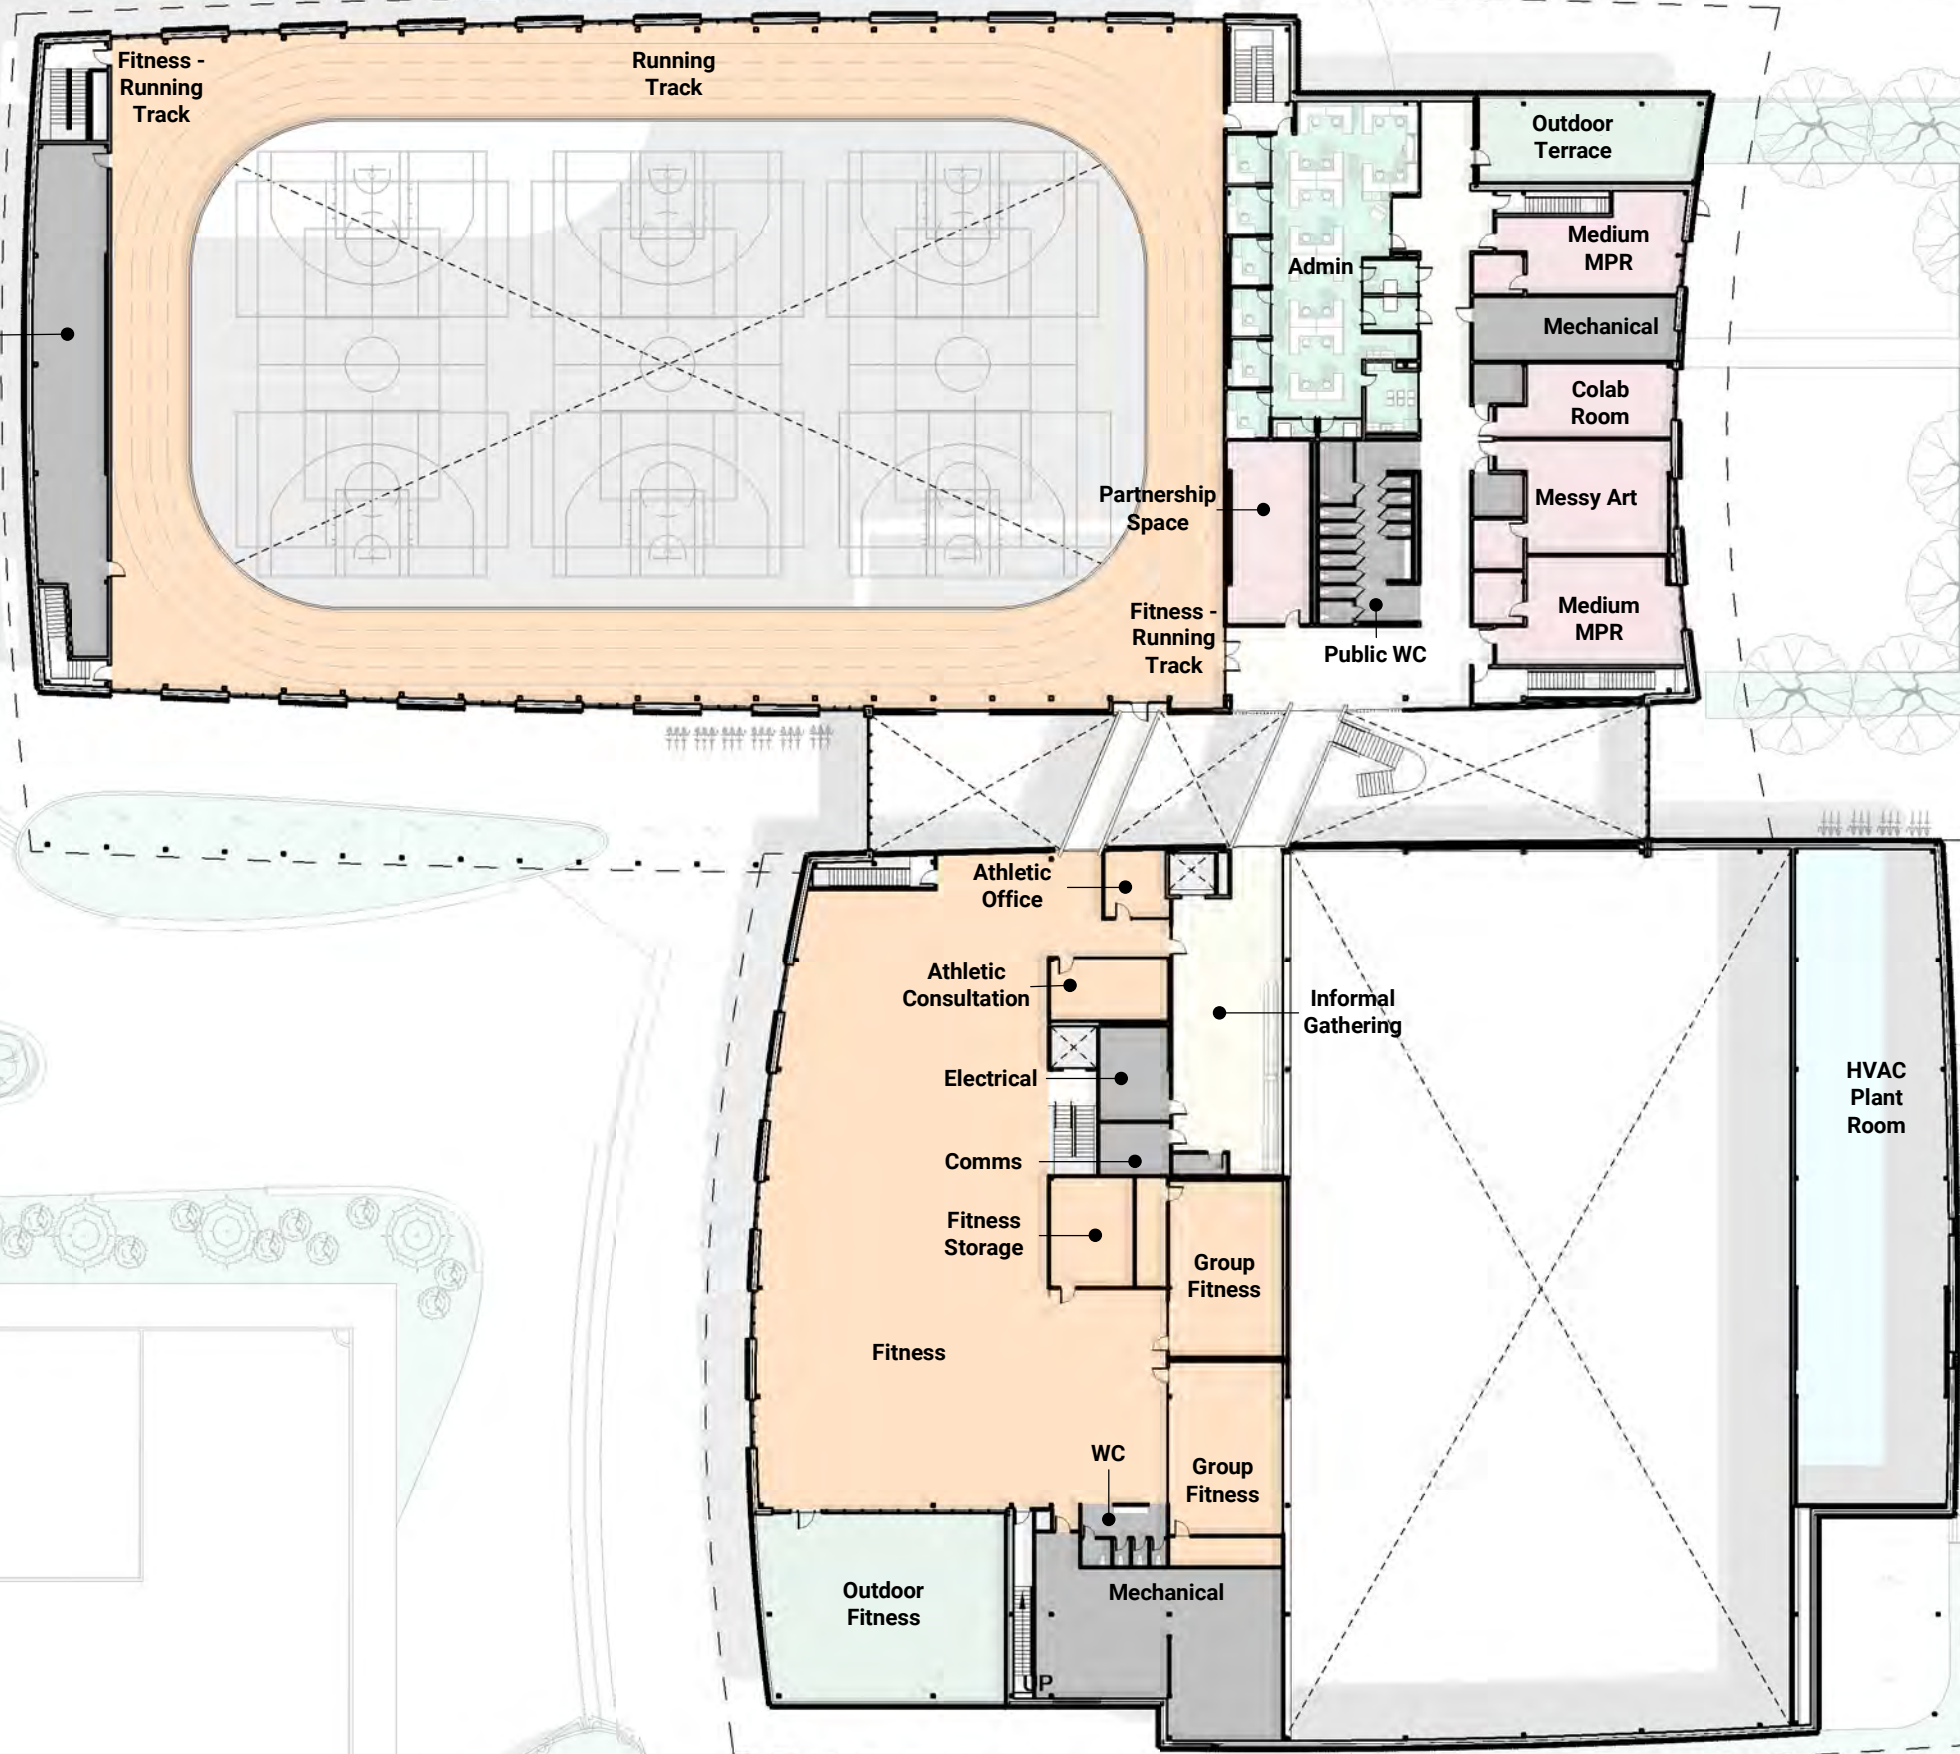 Fitness -
Running
Track
Running
Track
Outdoor
Terrace
Medium
MPR
Admin
Mechanical
Colab
Room
Partnership
Space
Messy Art
Fitness -
Running
Track
Medium
MPR
Public WC
Athletic
Office
Athletic
Consultation
Informal
Gathering
Electrical
HVAC
Plant
Room
Comms
Fitness
Storage
Group
Fitness
Fitness
WC
Group
Fitness
Outdoor
Fitness
Mechanical
UP